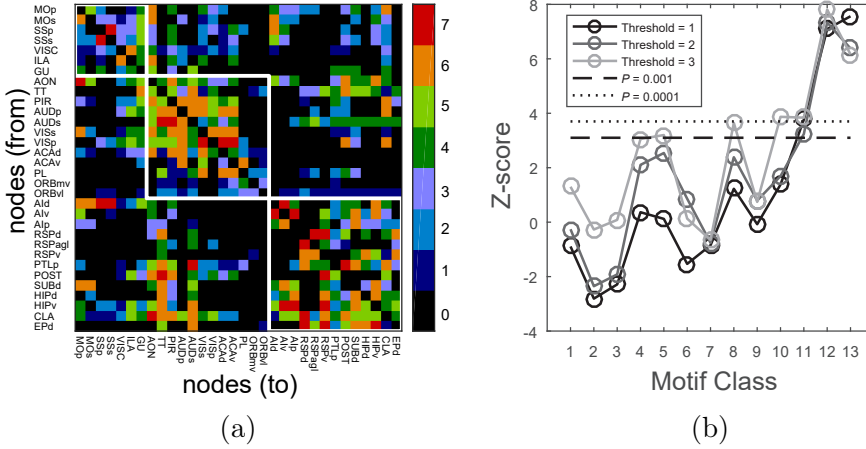 MOp
MOs
SSp
SSs
VISC
ILA
GU
AON
TT
PIR
AUDp
AUDs
VISs
VISp
ACAd
ACAv
PL
ORBmv
ORBvl
AId
AIv
AIp
RSPd
RSPagl
RSPv
PTLp
POST
SUBd
HIPd
HIPv
CLA
EPd
nodes (from)
MOp MOs SSp SSs VISC ILA GU AON TT PIR AUDp AUDs VISs VISp ACAd ACAv PL ORBmv ORBvl AId AIv AIp RSPd RSPagl RSPv PTLp POST SUBd HIPd HIPv CLA EPd
nodes (to)
7
6
5
4
3
2
1
0
(a)
Z-score
8
6
4
2
0
-2
-4
Threshold = 1
Threshold = 2
Threshold = 3
P = 0.001
P = 0.0001
1 2 3 4 5 6 7 8 9 10 11 12 13
Motif Class
(b)